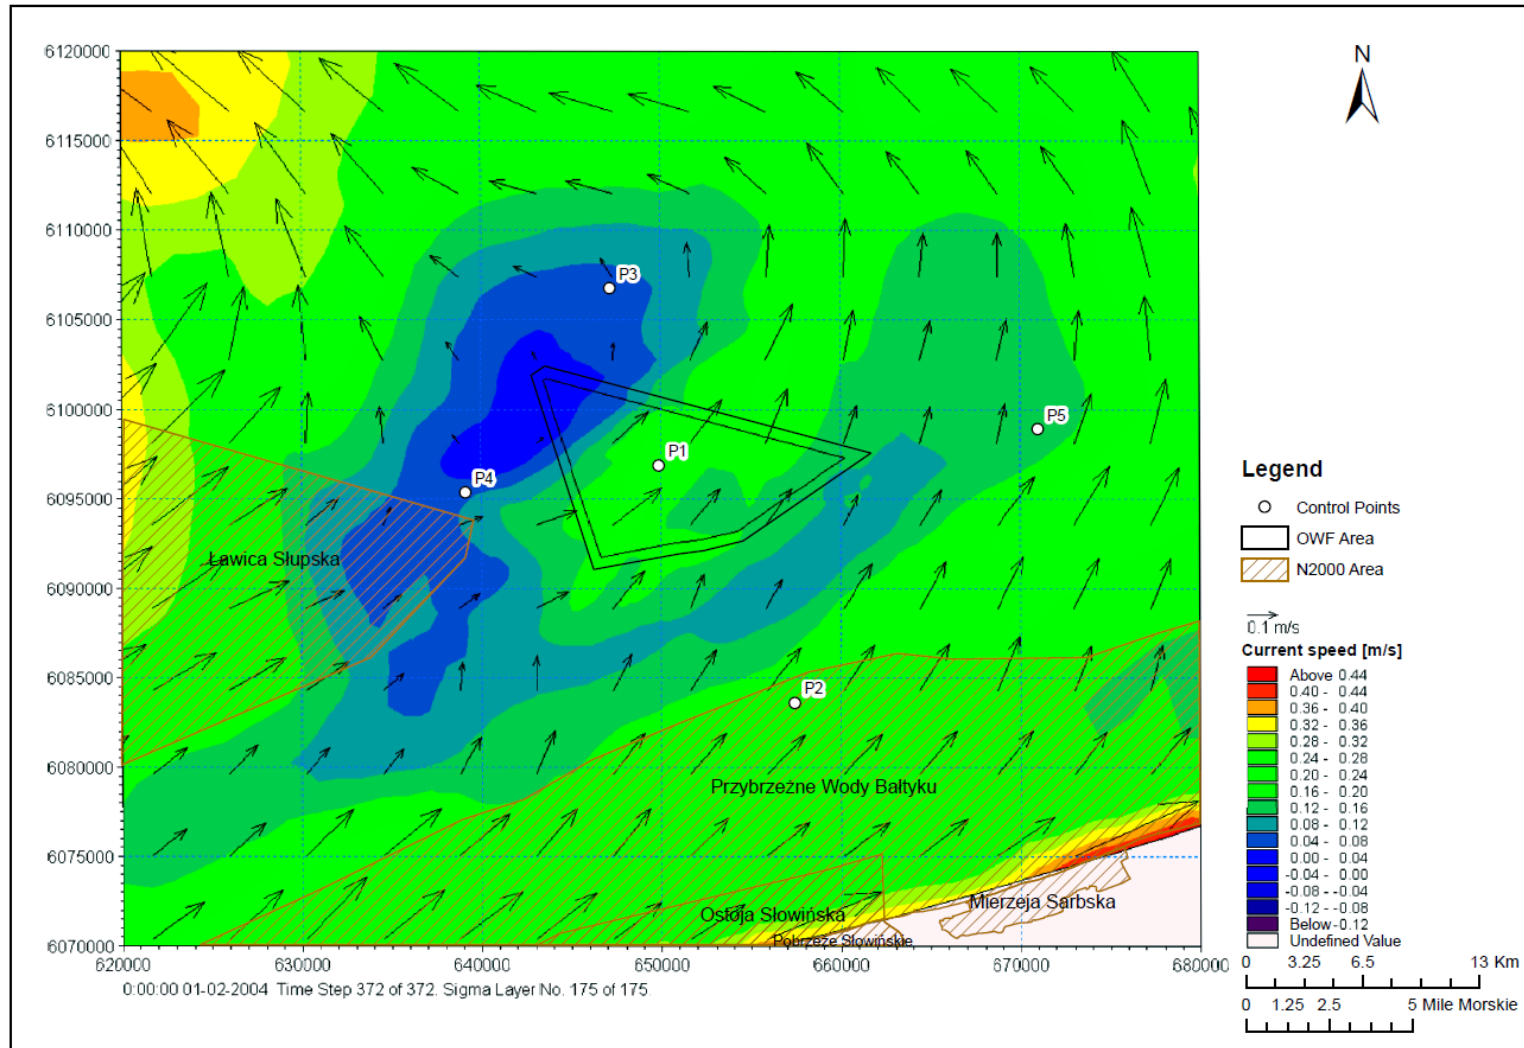 6120000
6115000
6110000
6105000
6100000
6095000
6090000
6085000
6080000
6075000
6070000
620000 630000 640000 650000 660000 670000 680000
P3
P5
P1
P4
Ławica Słupska
P2
Przybrzeżne Wody Bałtyku
Ostoja Słowińska
Mierzeja Sarbska
Pobrzeże Słowińskie
0:00:00 01-02-2004 Time Step 372 of 372. Sigma Layer No. 175 of 175.
N
Legend
Control Points
OWF Area
N2000 Area
0.1 m/s
Current speed [m/s]
Above 0.44
0.40 - 0.44
0.36 - 0.40
0.32 - 0.36
0.28 - 0.32
0.24 - 0.28
0.20 - 0.24
0.16 - 0.20
0.12 - 0.16
0.08 - 0.12
0.04 - 0.08
0.00 - 0.04
-0.04 - 0.00
-0.08 - -0.04
-0.12 - -0.08
Below -0.12
Undefined Value
0 3.25 6.5 13 Km
0 1.25 2.5 5 Mile Morskie